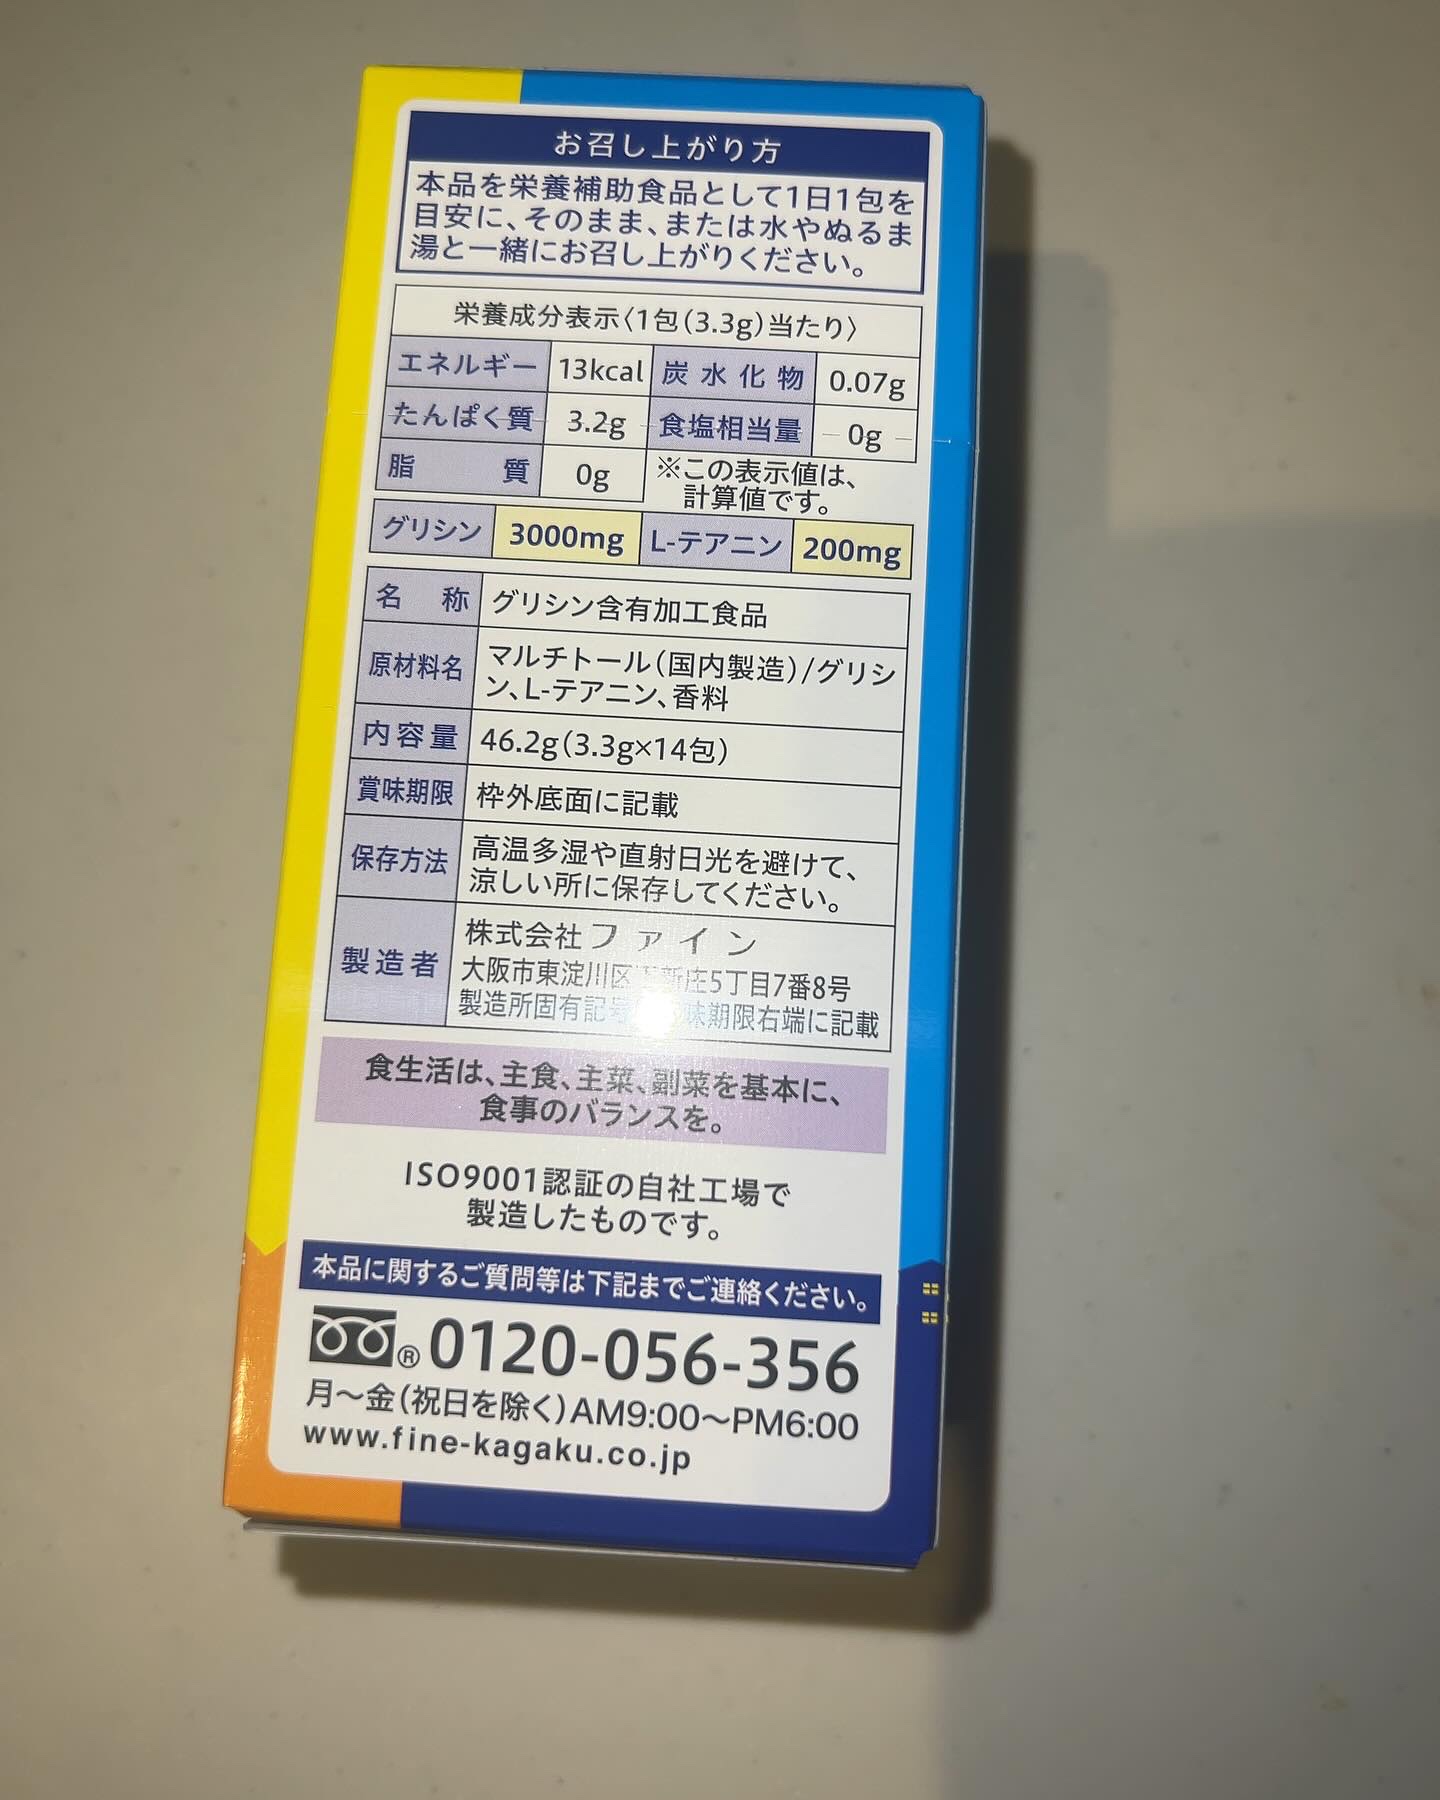 お召し上がり方
本品を栄養補助食品として1日1包を
目安に、そのまま、または水やぬるま
湯と一緒にお召し上がりください。
栄養成分表示〈1包(3.3g)当たり〉
エネルギー 13kcal 炭水化物 0.07g
たんぱく質 3.2g 食塩相当量 0g
脂質 0g ※この表示値は、
計算値です。
グリシン 3000mg L-テアニン 200mg
名称 グリシン含有加工食品
原材料名 マルチトール(国内製造)/グリシ
ン、L-テアニン、香料
内容量 46.2g(3.3g×14包)
賞味期限 枠外底面に記載
保存方法 高温多湿や直射日光を避けて、
涼しい所に保存してください。
製造者 株式会社ファイン
大阪市東淀川区 新庄5丁目7番8号
製造所固有記号 味期限右端に記載
食生活は、主食、主菜、副菜を基本に、
食事のバランスを。
ISO9001認証の自社工場で
製造したものです。
本品に関するご質問等は下記までご連絡ください。
® 0120-056-356
月～金(祝日を除く)AM9:00～PM6:00
www.fine-kagaku.co.jp